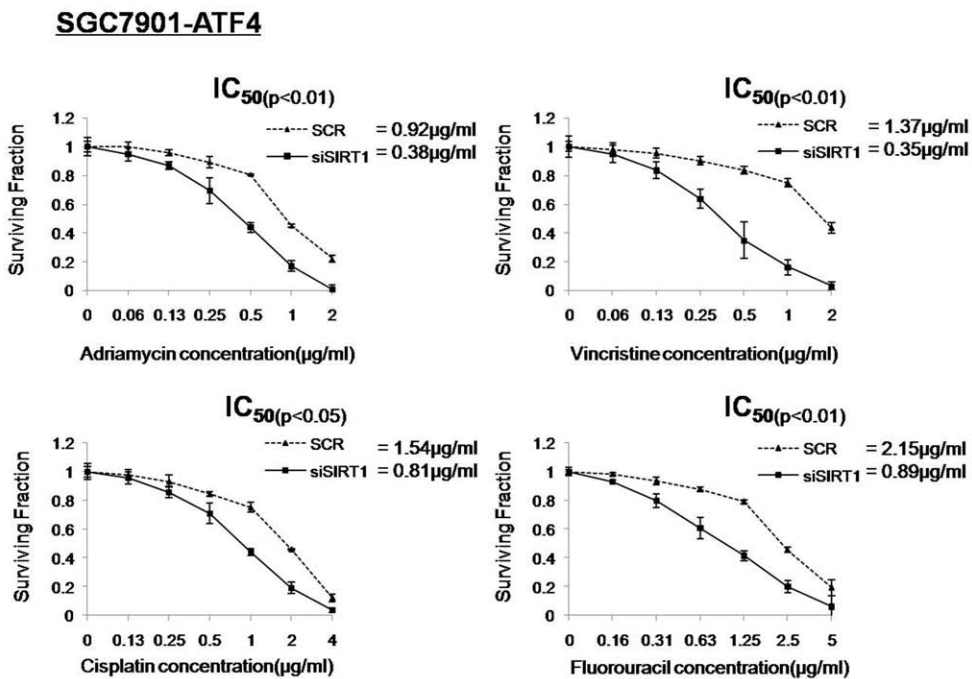 SGC7901-ATF4
IC50(p<0.01)
SCR = 0.92µg/ml
siSIRT1 = 0.38µg/ml
1.2
1
0.8
0.6
0.4
0.2
0
Surviving Fraction
0 0.06 0.13 0.25 0.5 1 2
Adriamycin concentration(µg/ml)
IC50(p<0.01)
SCR = 1.37µg/ml
siSIRT1 = 0.35µg/ml
1.2
1
0.8
0.6
0.4
0.2
0
Surviving Fraction
0 0.06 0.13 0.25 0.5 1 2
Vincristine concentration(µg/ml)
IC50(p<0.05)
SCR = 1.54µg/ml
siSIRT1 = 0.81µg/ml
1.2
1
0.8
0.6
0.4
0.2
0
Surviving Fraction
0 0.13 0.25 0.5 1 2 4
Cisplatin concentration(µg/ml)
IC50(p<0.01)
SCR = 2.15µg/ml
siSIRT1 = 0.89µg/ml
1.2
1
0.8
0.6
0.4
0.2
0
Surviving Fraction
0 0.16 0.31 0.63 1.25 2.5 5
Fluorouracil concentration(µg/ml)